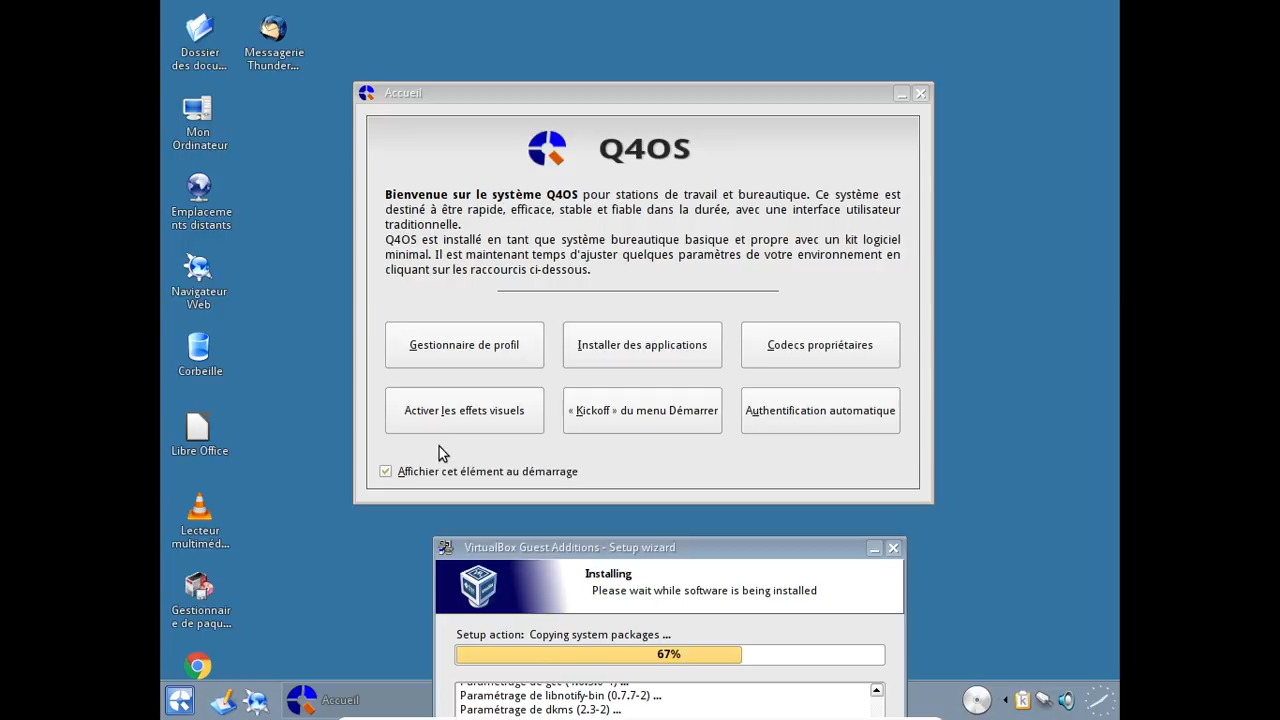 Dossier
des docu...
Messagerie
Thunder...
Mon
Ordinateur
Emplaceme
nts distants
Navigateur
Web
Corbeille
Libre Office
Lecteur
multiméd...
Gestionnair
e de paqu...
Accueil
Q4OS
Bienvenue sur le système Q4OS pour stations de travail et bureautique. Ce système est
destiné à être rapide, efficace, stable et fiable dans la durée, avec une interface utilisateur
traditionnelle.
Q4OS est installé en tant que système bureautique basique et propre avec un kit logiciel
minimal. Il est maintenant temps d'ajuster quelques paramètres de votre environnement en
cliquant sur les raccourcis ci-dessous.
Gestionnaire de profil
Installer des applications
Codecs propriétaires
Activer les effets visuels
« Kickoff » du menu Démarrer
Authentification automatique
Affichier cet élément au démarrage
VirtualBox Guest Additions - Setup wizard
Installing
Please wait while software is being installed
Setup action: Copying system packages ...
67%
Paramétrage de libnotify-bin (0.7.7-2) ...
Paramétrage de dkms (2.3-2) ...
Accueil